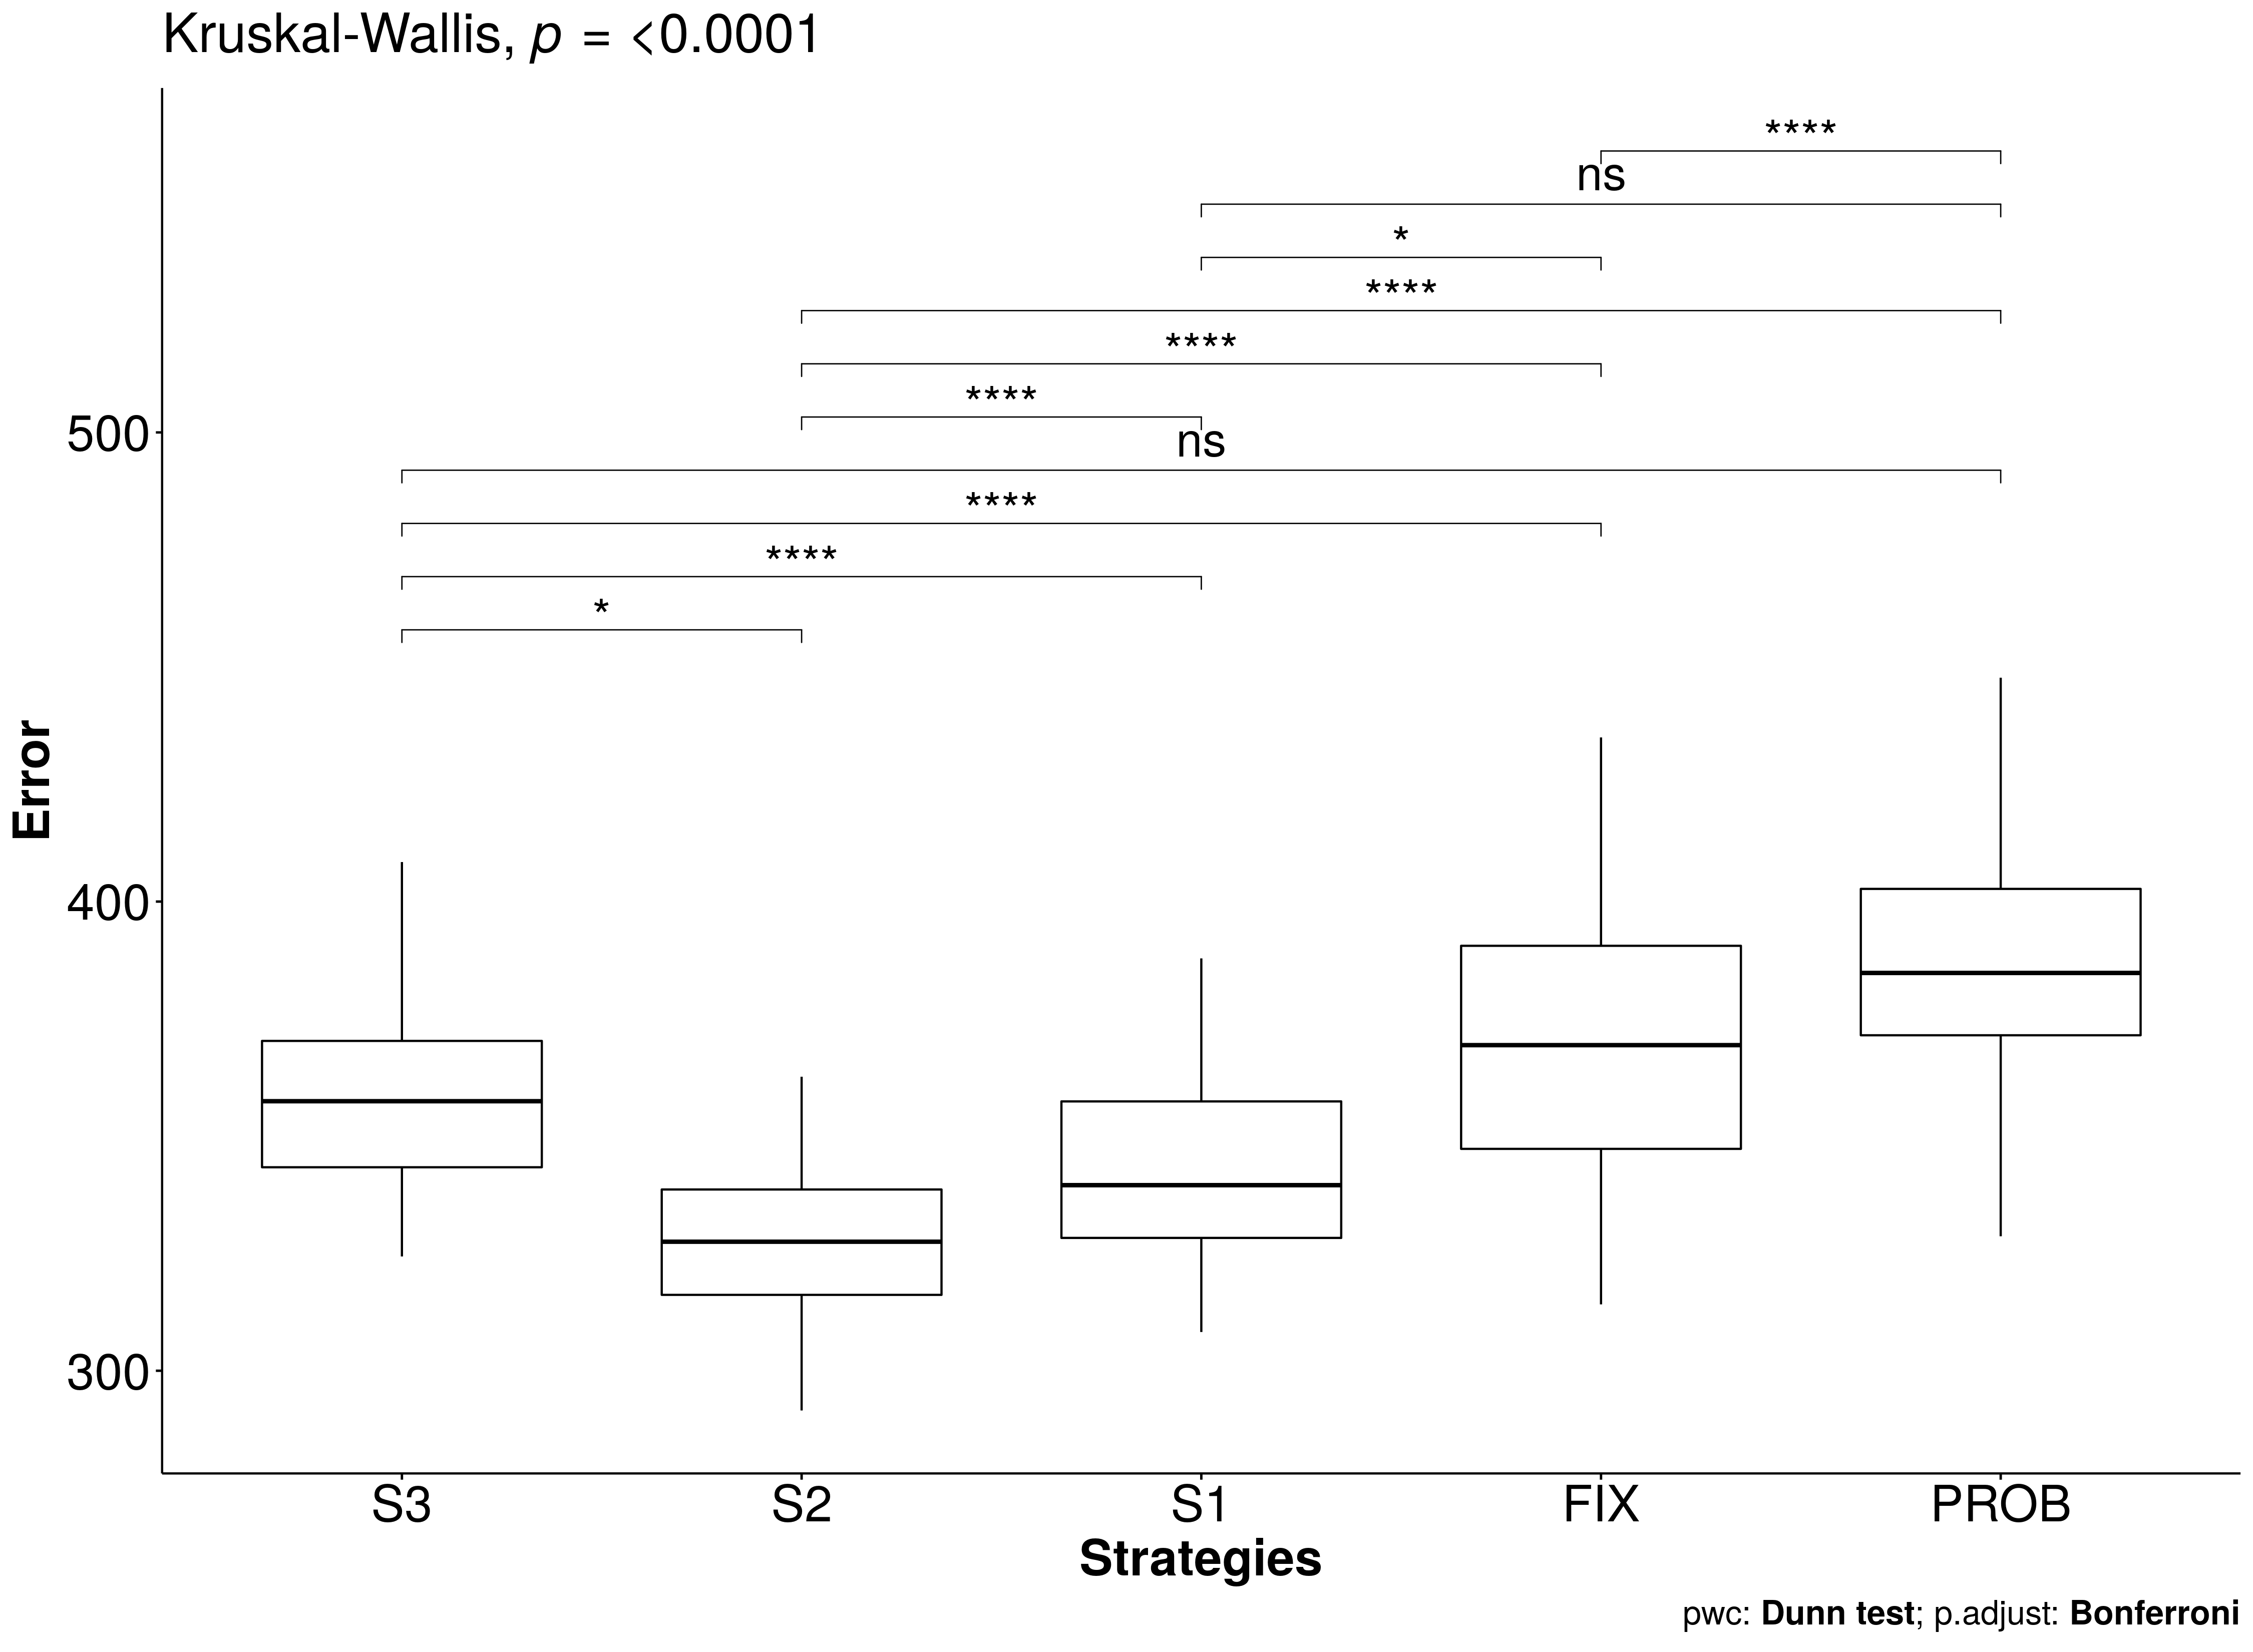 Kruskal-Wallis, p = <0.0001
****
ns
*
****
****
****
ns
****
****
*
500
400
300
Error
S3 S2 S1 FIX PROB
Strategies
pwc: Dunn test; p.adjust: Bonferroni